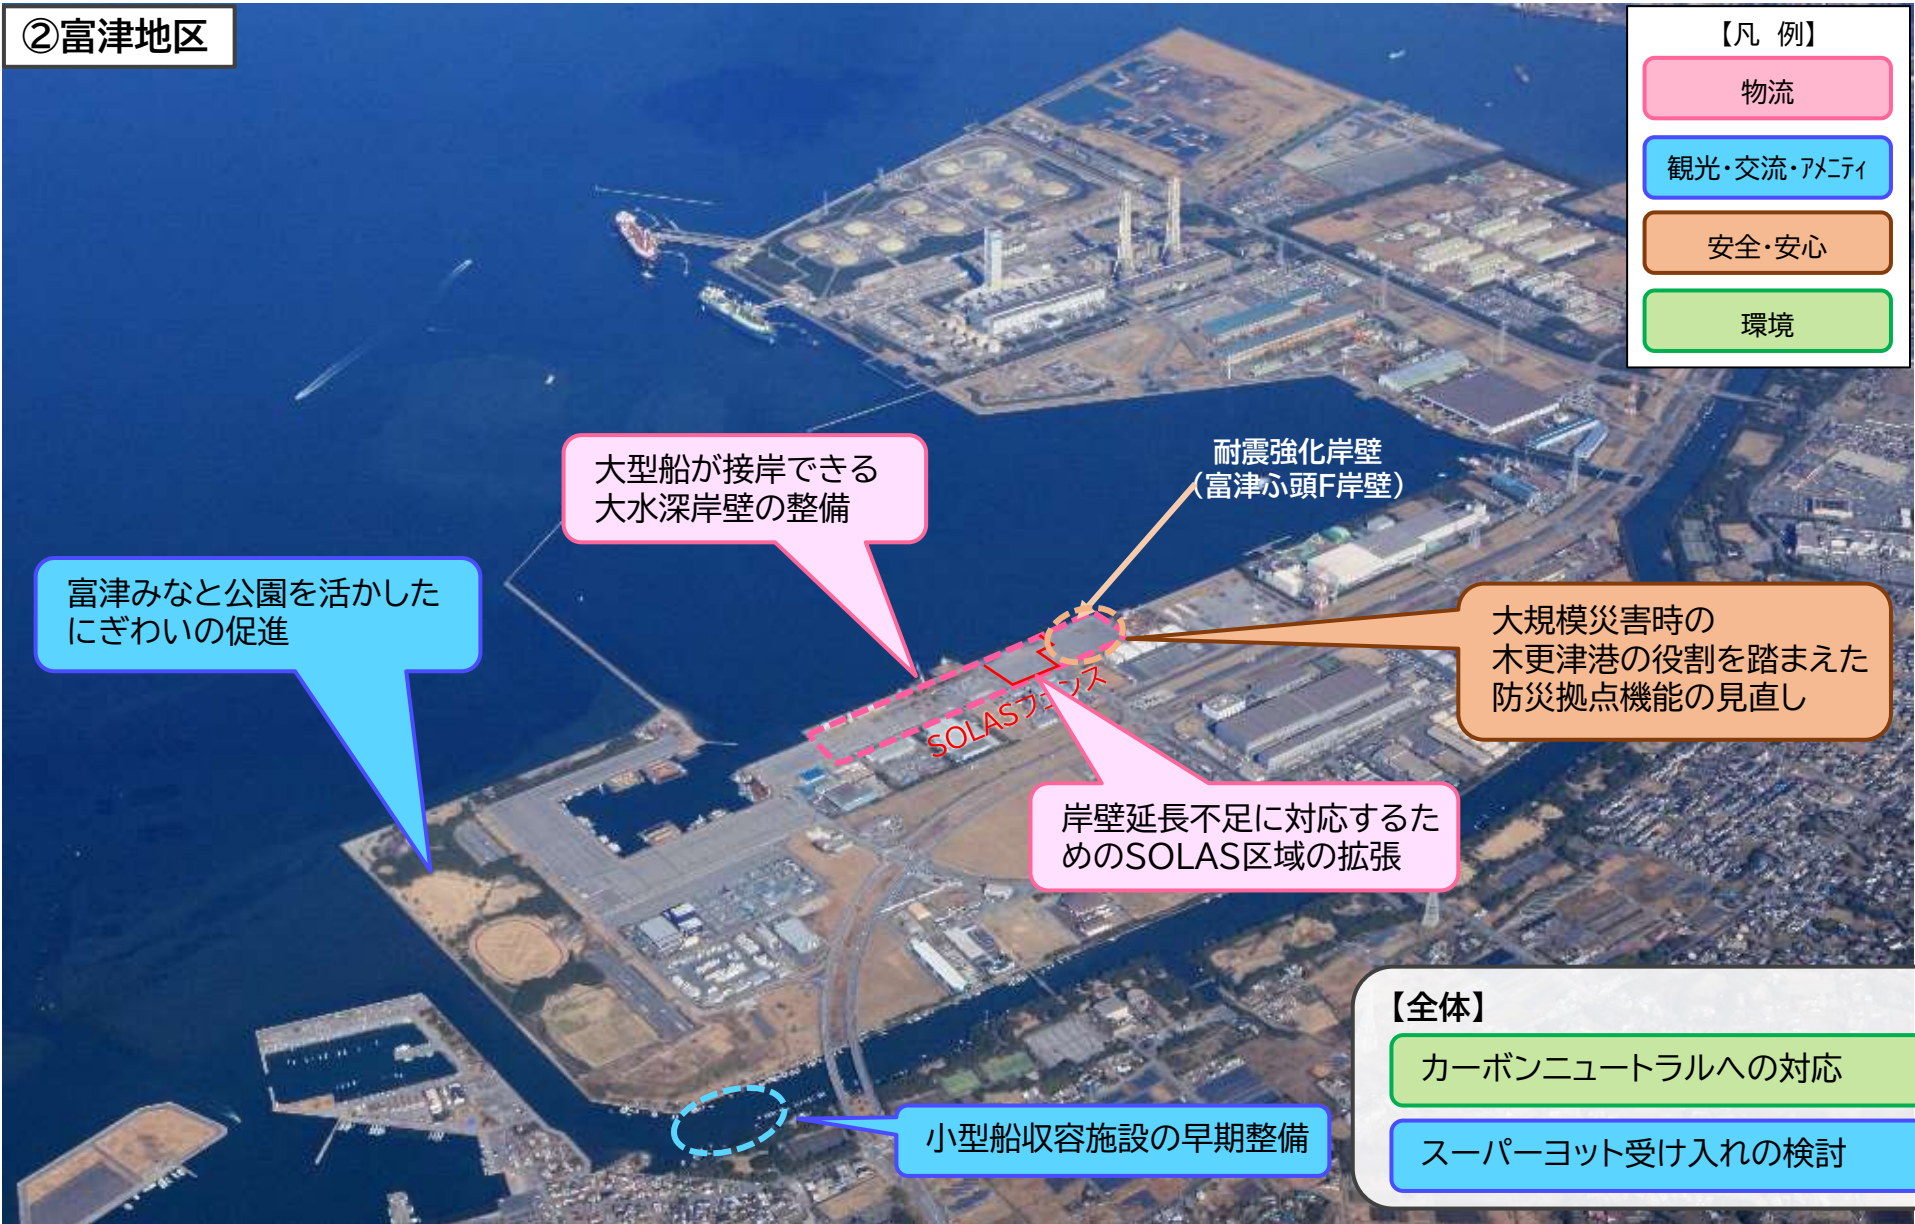 ②富津地区
【凡 例】
物流
観光・交流・ｱﾒﾆﾃｨ
安全・安心
環境
大型船が接岸できる
大水深岸壁の整備
耐震強化岸壁
（富津ふ頭F岸壁）
富津みなと公園を活かした
にぎわいの促進
大規模災害時の
木更津港の役割を踏まえた
防災拠点機能の見直し
SOLASフェンス
岸壁延長不足に対応するた
めのSOLAS区域の拡張
【全体】
カーボンニュートラルへの対応
小型船収容施設の早期整備
スーパーヨット受け入れの検討